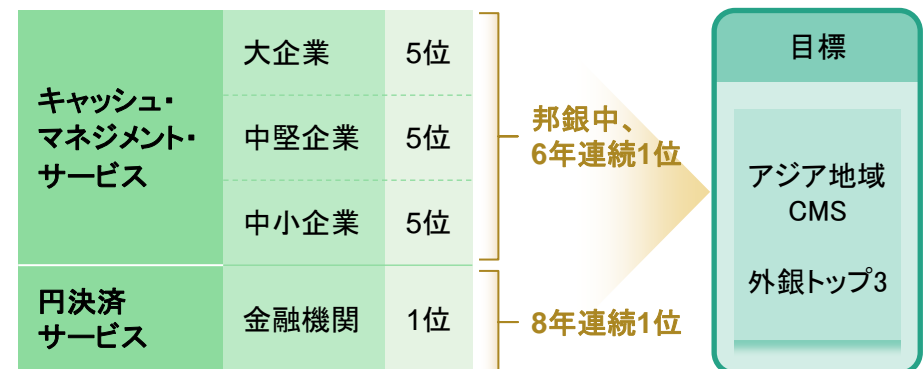 キャッシュ・
マネジメント・
サービス
大企業 5位
中堅企業 5位
中小企業 5位
邦銀中、
6年連続1位
円決済
サービス
金融機関 1位
8年連続1位
目標
アジア地域
CMS
外銀トップ3